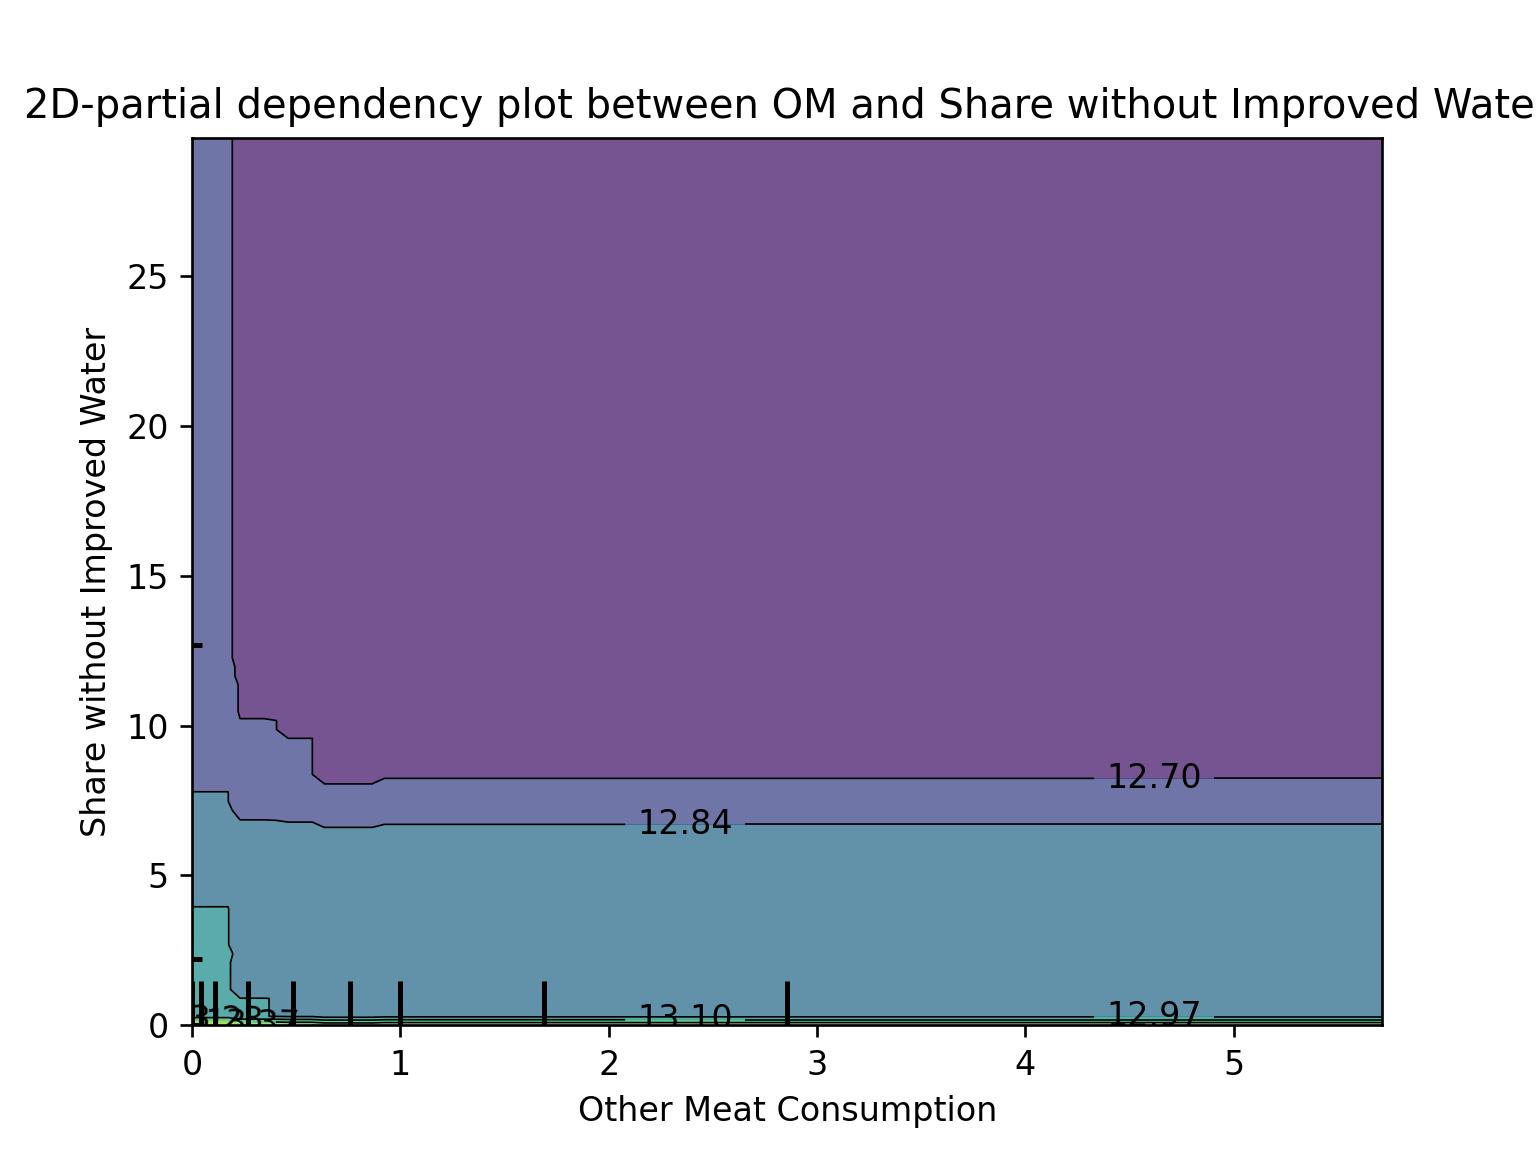 2D-partial dependency plot between OM and Share without Improved Wate
Share without Improved Water
25
20
15
10
5
0
12.70
12.84
13.10
12.97
0 1 2 3 4 5
Other Meat Consumption